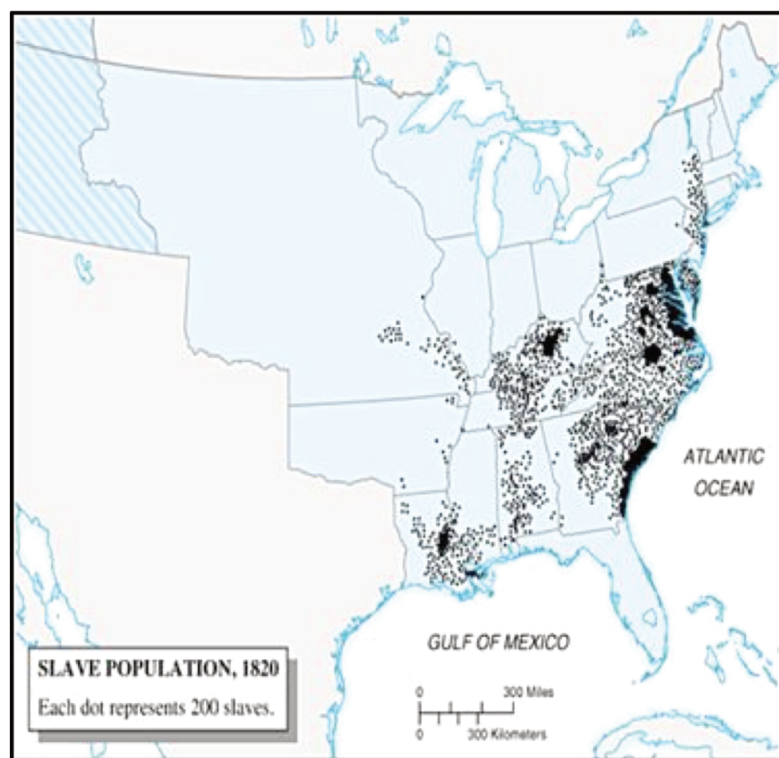 ATLANTIC
OCEAN
GULF OF MEXICO
SLAVE POPULATION, 1820
Each dot represents 200 slaves.
0 300 Miles
0 300 Kilometers